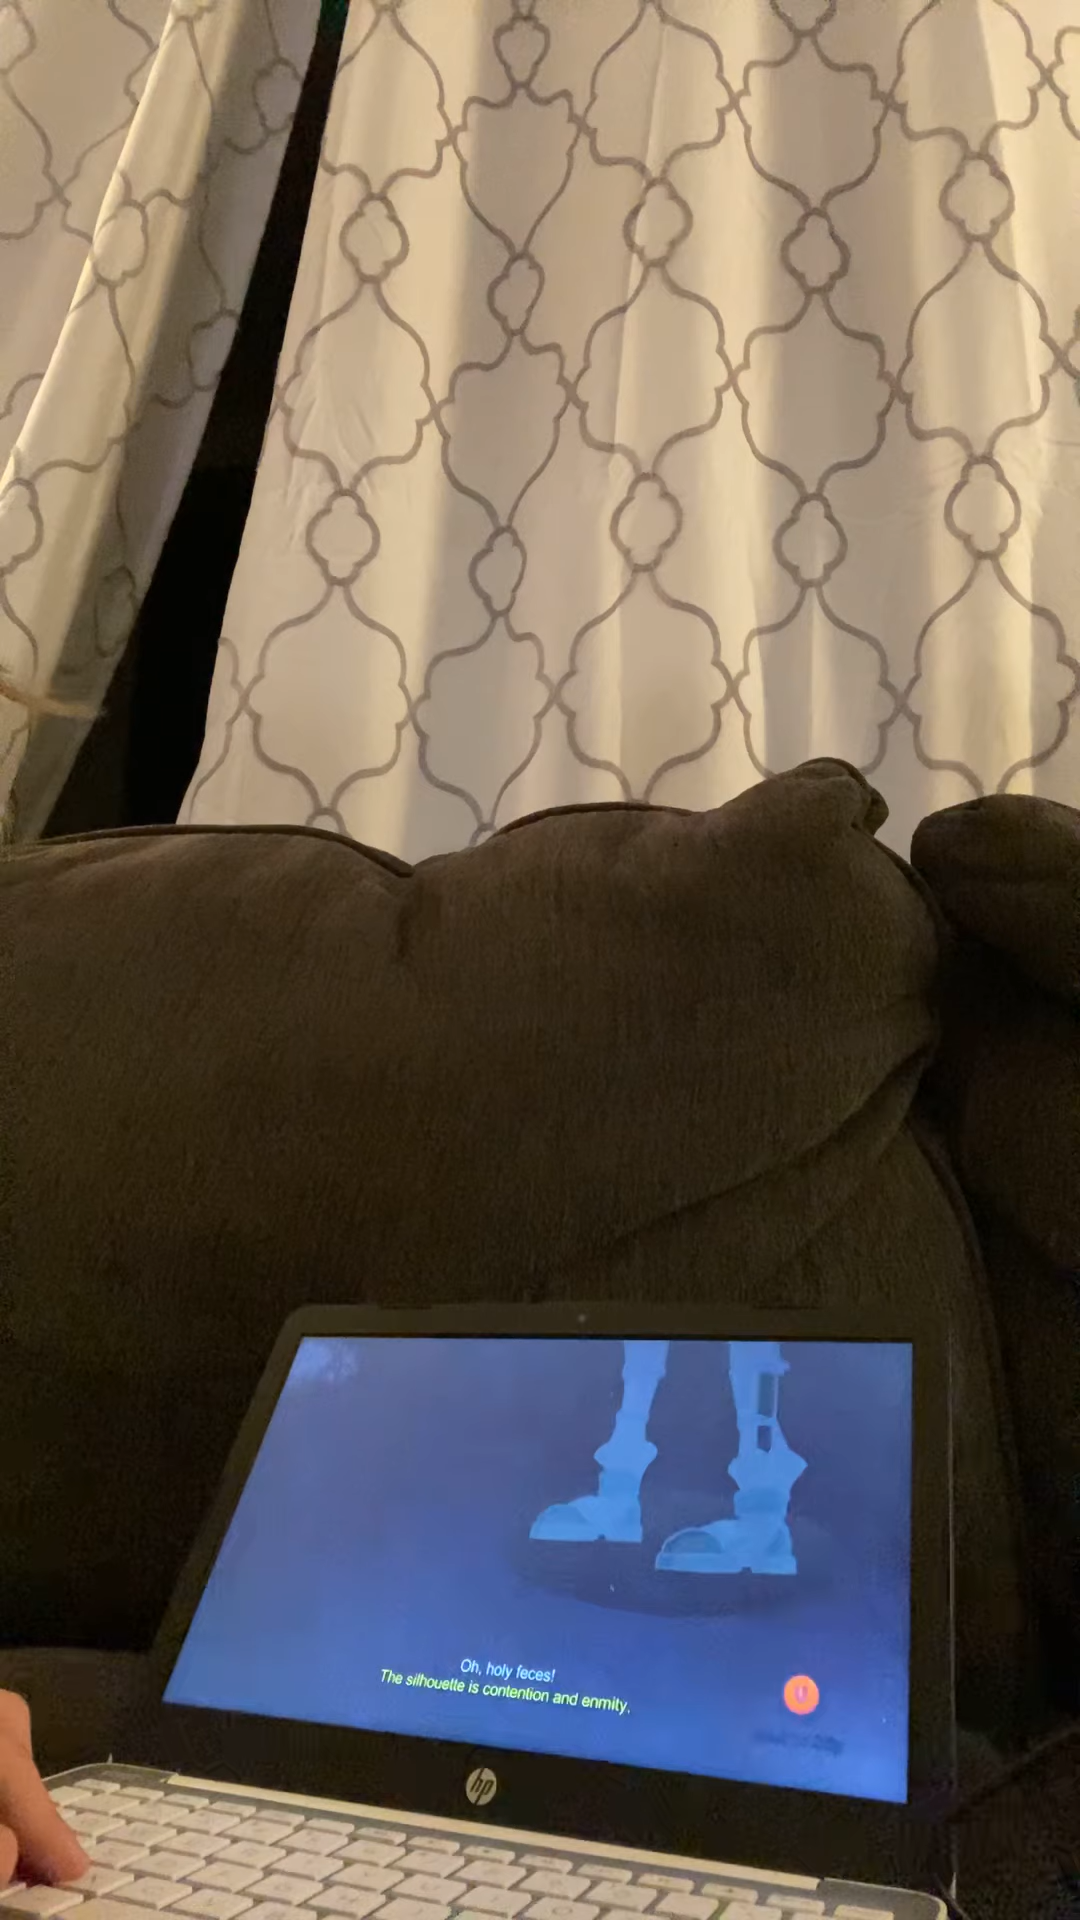 Oh, holy feces!
The silhouette is contention and enmity,
hp